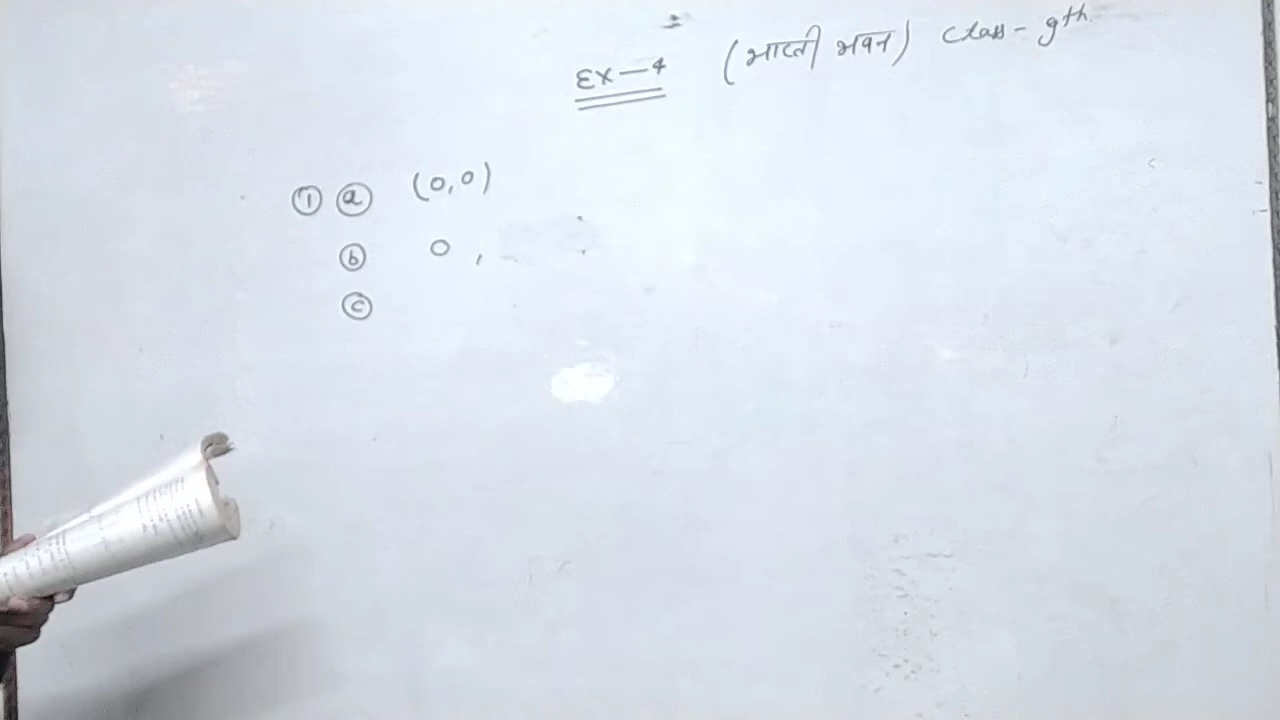 Ex-4 (भारती भवन) Class - 9th.
① ⓐ (0,0)
ⓑ 0 ,
ⓒ